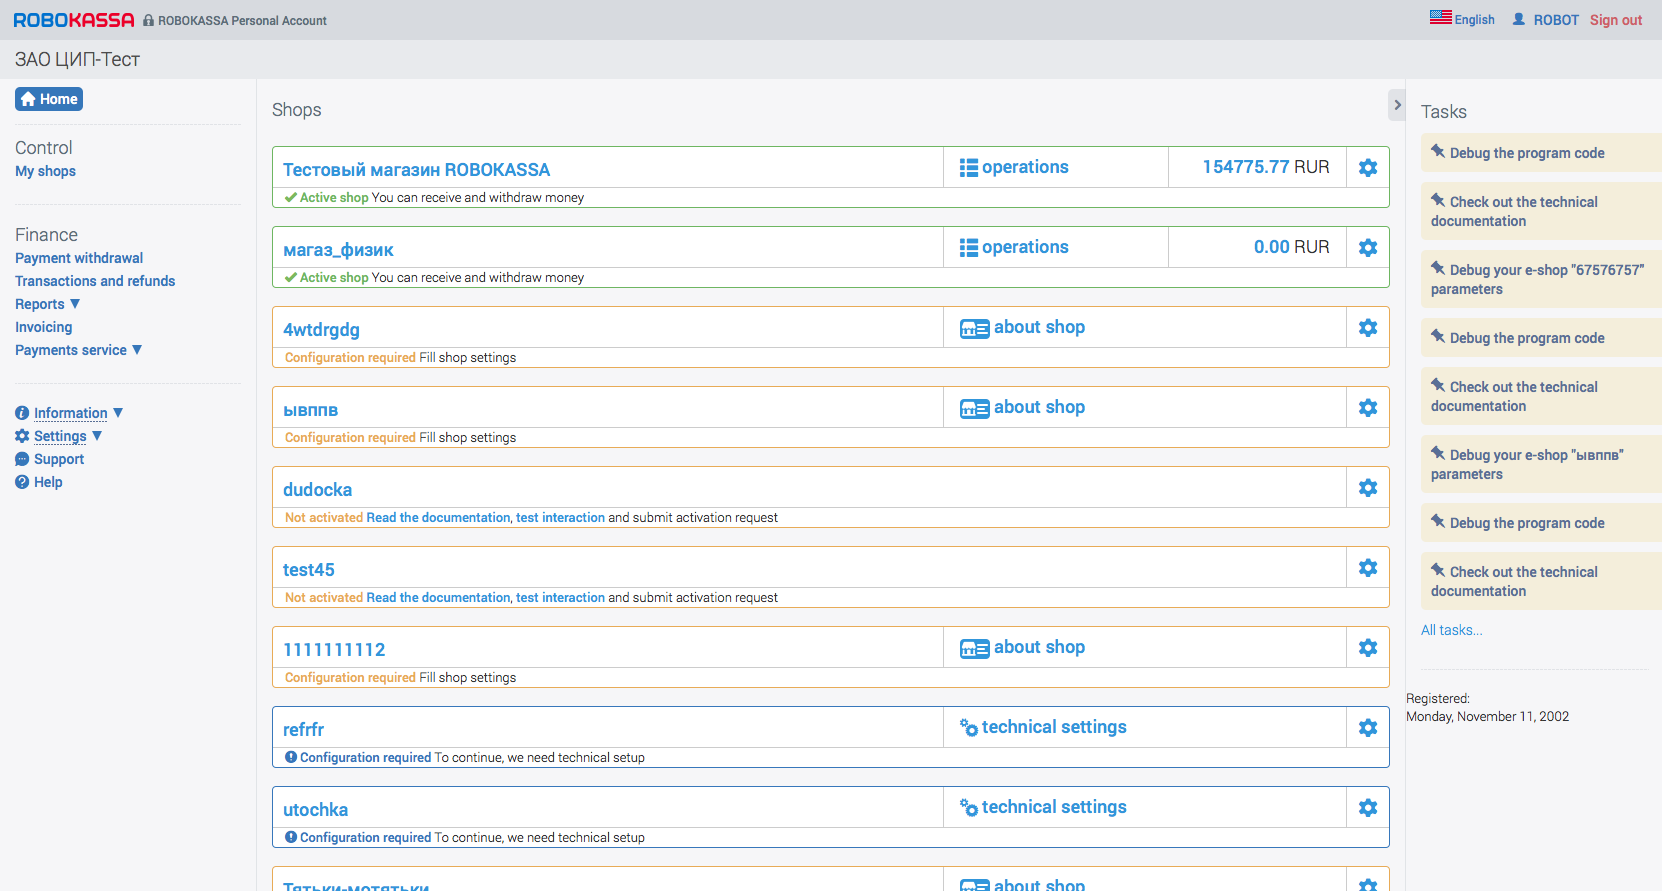 ROBOKASSA ROBOKASSA Personal Account
English ROBOT Sign out
ЗАО ЦИП-Тест
Home
Control
My shops
Finance
Payment withdrawal
Transactions and refunds
Reports ▼
Invoicing
Payments service ▼
Information ▼
Settings ▼
Support
Help
Shops
Тестовый магазин ROBOKASSA operations 154775.77 RUR
Active shop You can receive and withdraw money
магаз_физик operations 0.00 RUR
Active shop You can receive and withdraw money
4wtdrgdg about shop
Configuration required Fill shop settings
ывппв about shop
Configuration required Fill shop settings
dudocka
Not activated Read the documentation, test interaction and submit activation request
test45
Not activated Read the documentation, test interaction and submit activation request
1111111112 about shop
Configuration required Fill shop settings
refrfr technical settings
Configuration required To continue, we need technical setup
utochka technical settings
Configuration required To continue, we need technical setup
Тятьки-мотятьки about shop
Tasks
Debug the program code
Check out the technical
documentation
Debug your e-shop "67576757"
parameters
Debug the program code
Check out the technical
documentation
Debug your e-shop "ывппв"
parameters
Debug the program code
Check out the technical
documentation
All tasks...
Registered:
Monday, November 11, 2002